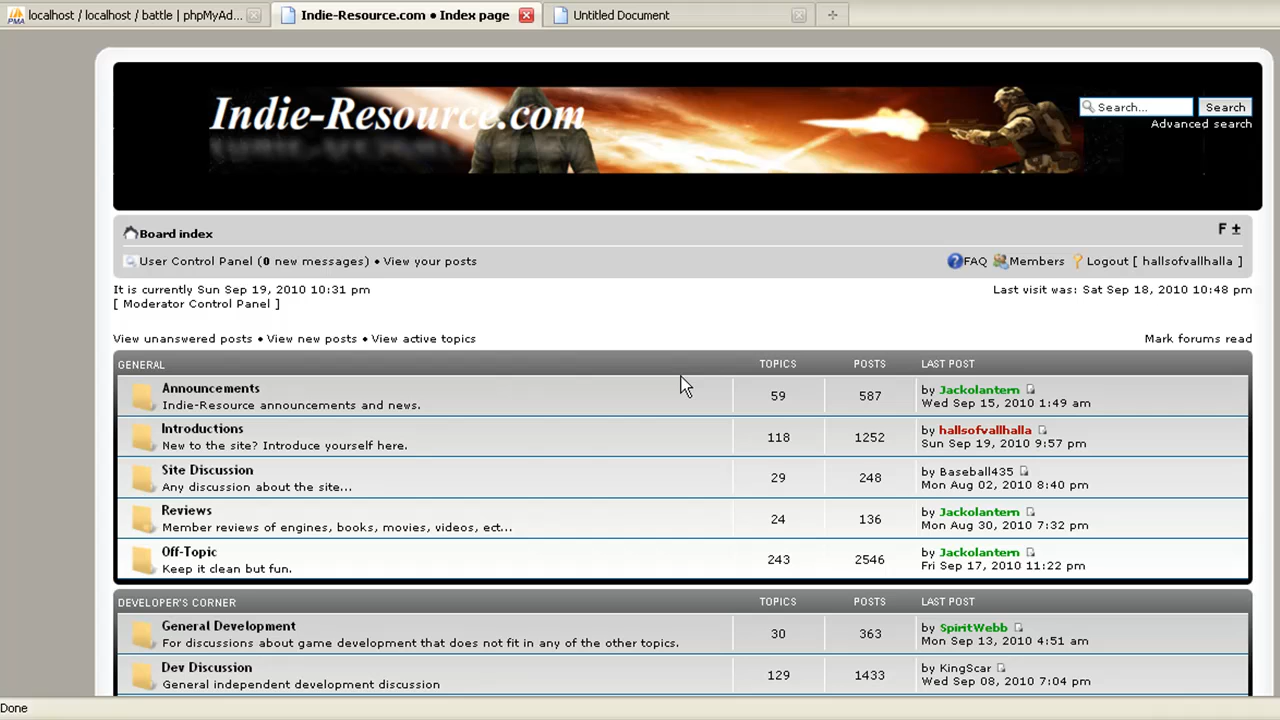 localhost / localhost / battle | phpMyAd...
Indie-Resource.com • Index page
Untitled Document
Indie-Resource.com
Search...
Search
Advanced search
Board index
F ±
User Control Panel (0 new messages) • View your posts
FAQ Members Logout [ hallsofvallhalla ]
It is currently Sun Sep 19, 2010 10:31 pm
Last visit was: Sat Sep 18, 2010 10:48 pm
[ Moderator Control Panel ]
View unanswered posts • View new posts • View active topics
Mark forums read
GENERAL TOPICS POSTS LAST POST
Announcements
Indie-Resource announcements and news.
59
587
by Jackolantern
Wed Sep 15, 2010 1:49 am
Introductions
New to the site? Introduce yourself here.
118
1252
by hallsofvallhalla
Sun Sep 19, 2010 9:57 pm
Site Discussion
Any discussion about the site...
29
248
by Baseball435
Mon Aug 02, 2010 8:40 pm
Reviews
Member reviews of engines, books, movies, videos, ect...
24
136
by Jackolantern
Mon Aug 30, 2010 7:32 pm
Off-Topic
Keep it clean but fun.
243
2546
by Jackolantern
Fri Sep 17, 2010 11:22 pm
DEVELOPER'S CORNER TOPICS POSTS LAST POST
General Development
For discussions about game development that does not fit in any of the other topics.
30
363
by SpiritWebb
Mon Sep 13, 2010 4:51 am
Dev Discussion
General independent development discussion
129
1433
by KingScar
Wed Sep 08, 2010 7:04 pm
Done